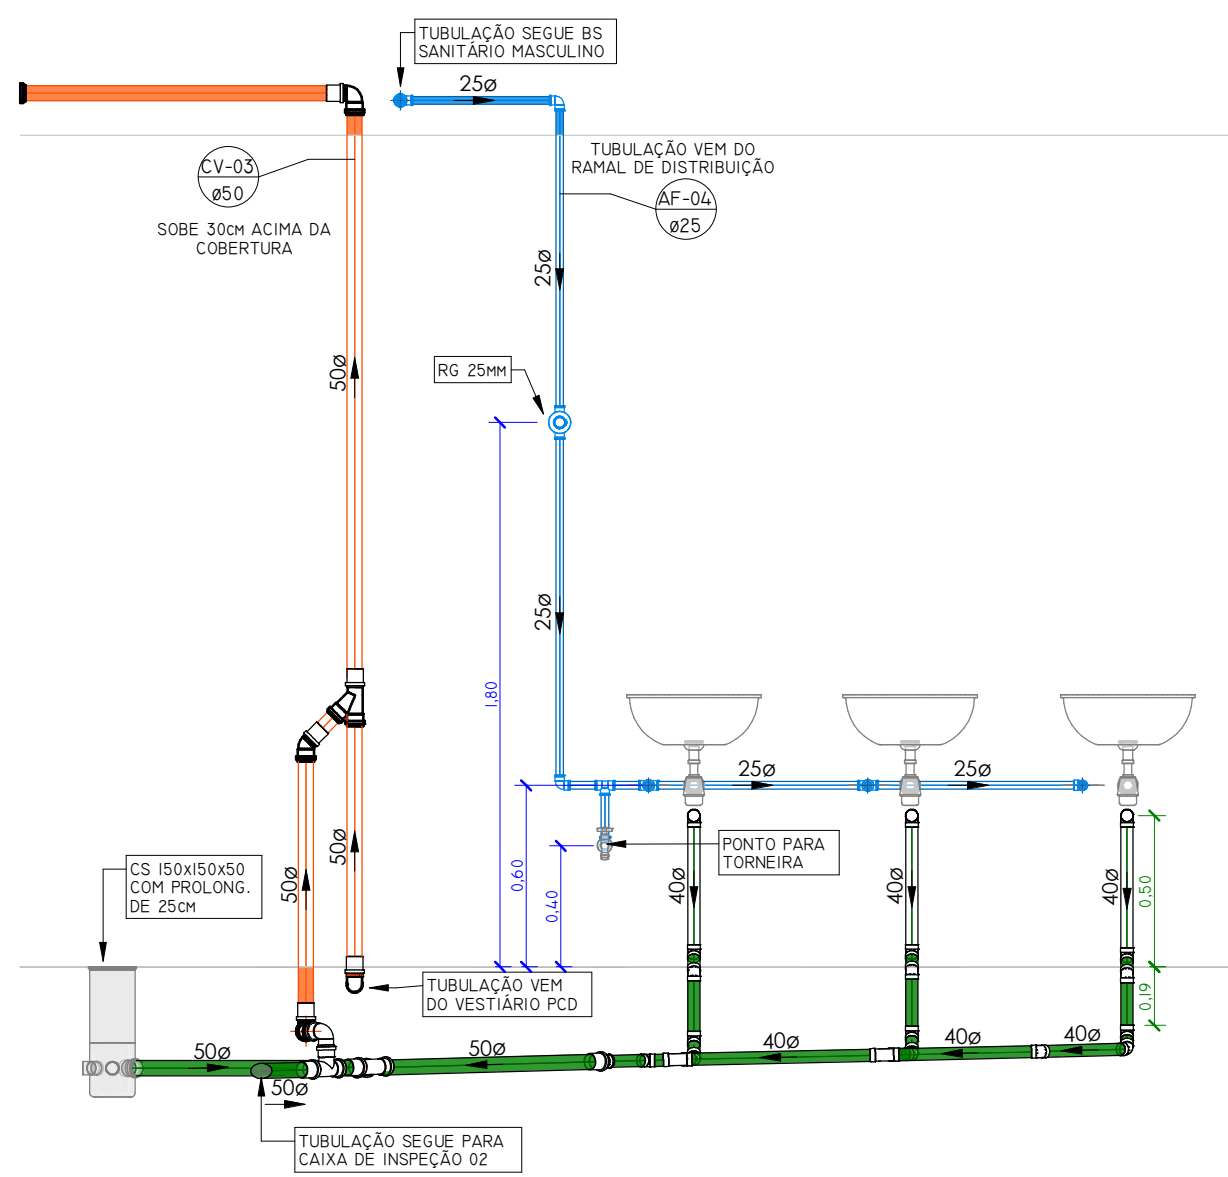 TUBULAÇÃO SEGUE BS
SANITÁRIO MASCULINO
25ø
TUBULAÇÃO VEM DO
RAMAL DE DISTRIBUIÇÃO
CV-03
ø50
AF-04
ø25
SOBE 30CM ACIMA DA
COBERTURA
25ø
50ø
RG 25MM
25ø
1,80
25ø
25ø
50ø
50ø
0,60
0,40
PONTO PARA
TORNEIRA
40ø
40ø
40ø
0,50
CS 150x150x50
COM PROLONG.
DE 25CM
TUBULAÇÃO VEM
DO VESTIÁRIO PCD
0,19
50ø
50ø
40ø
40ø
40ø
50ø
TUBULAÇÃO SEGUE PARA
CAIXA DE INSPEÇÃO 02